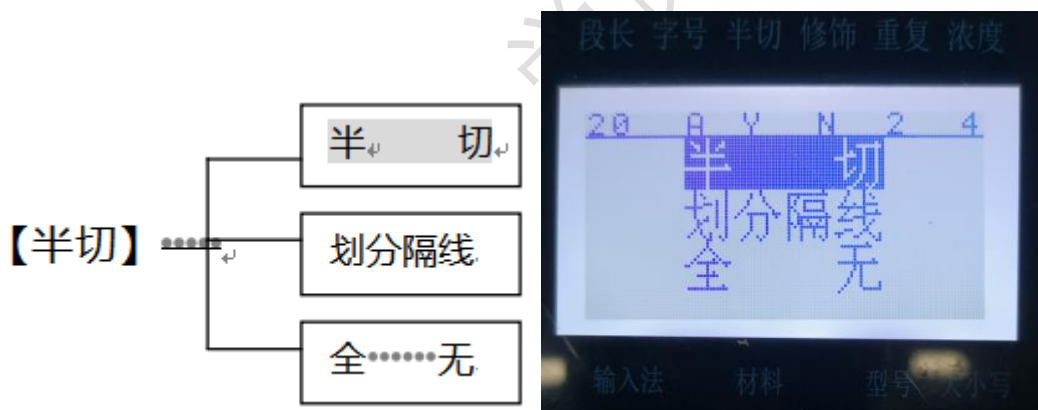 半 切
【半切】
划分隔线
全 无
段长 字号 半切 修饰 重复 浓度
20 A Y N 2 4
半 切
划分隔线
全 无
输入法 材料 型号 大小写